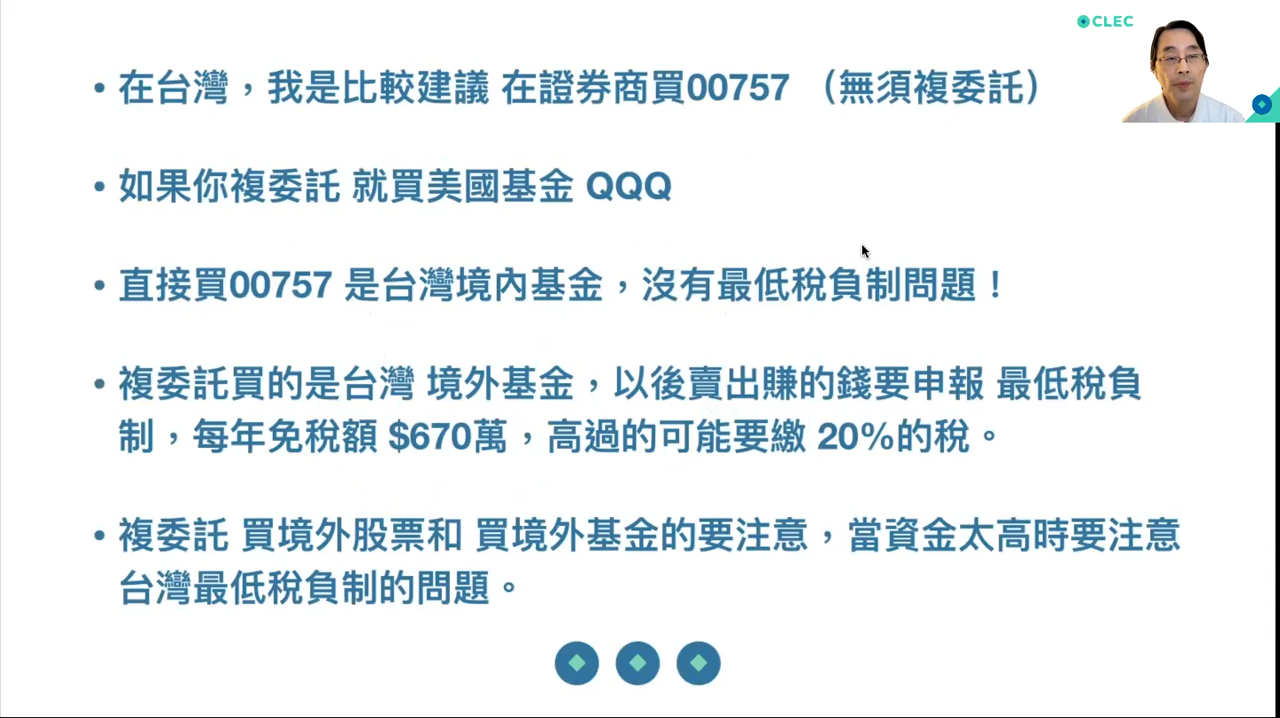 CLEC
• 在台灣，我是比較建議 在證券商買00757 （無須複委託）
• 如果你複委託 就買美國基金 QQQ
• 直接買00757 是台灣境內基金，沒有最低稅負制問題！
• 複委託買的是台灣 境外基金，以後賣出賺的錢要申報 最低稅負
制，每年免稅額 $670萬，高過的可能要繳 20%的稅。
• 複委託 買境外股票和 買境外基金的要注意，當資金太高時要注意
台灣最低稅負制的問題。